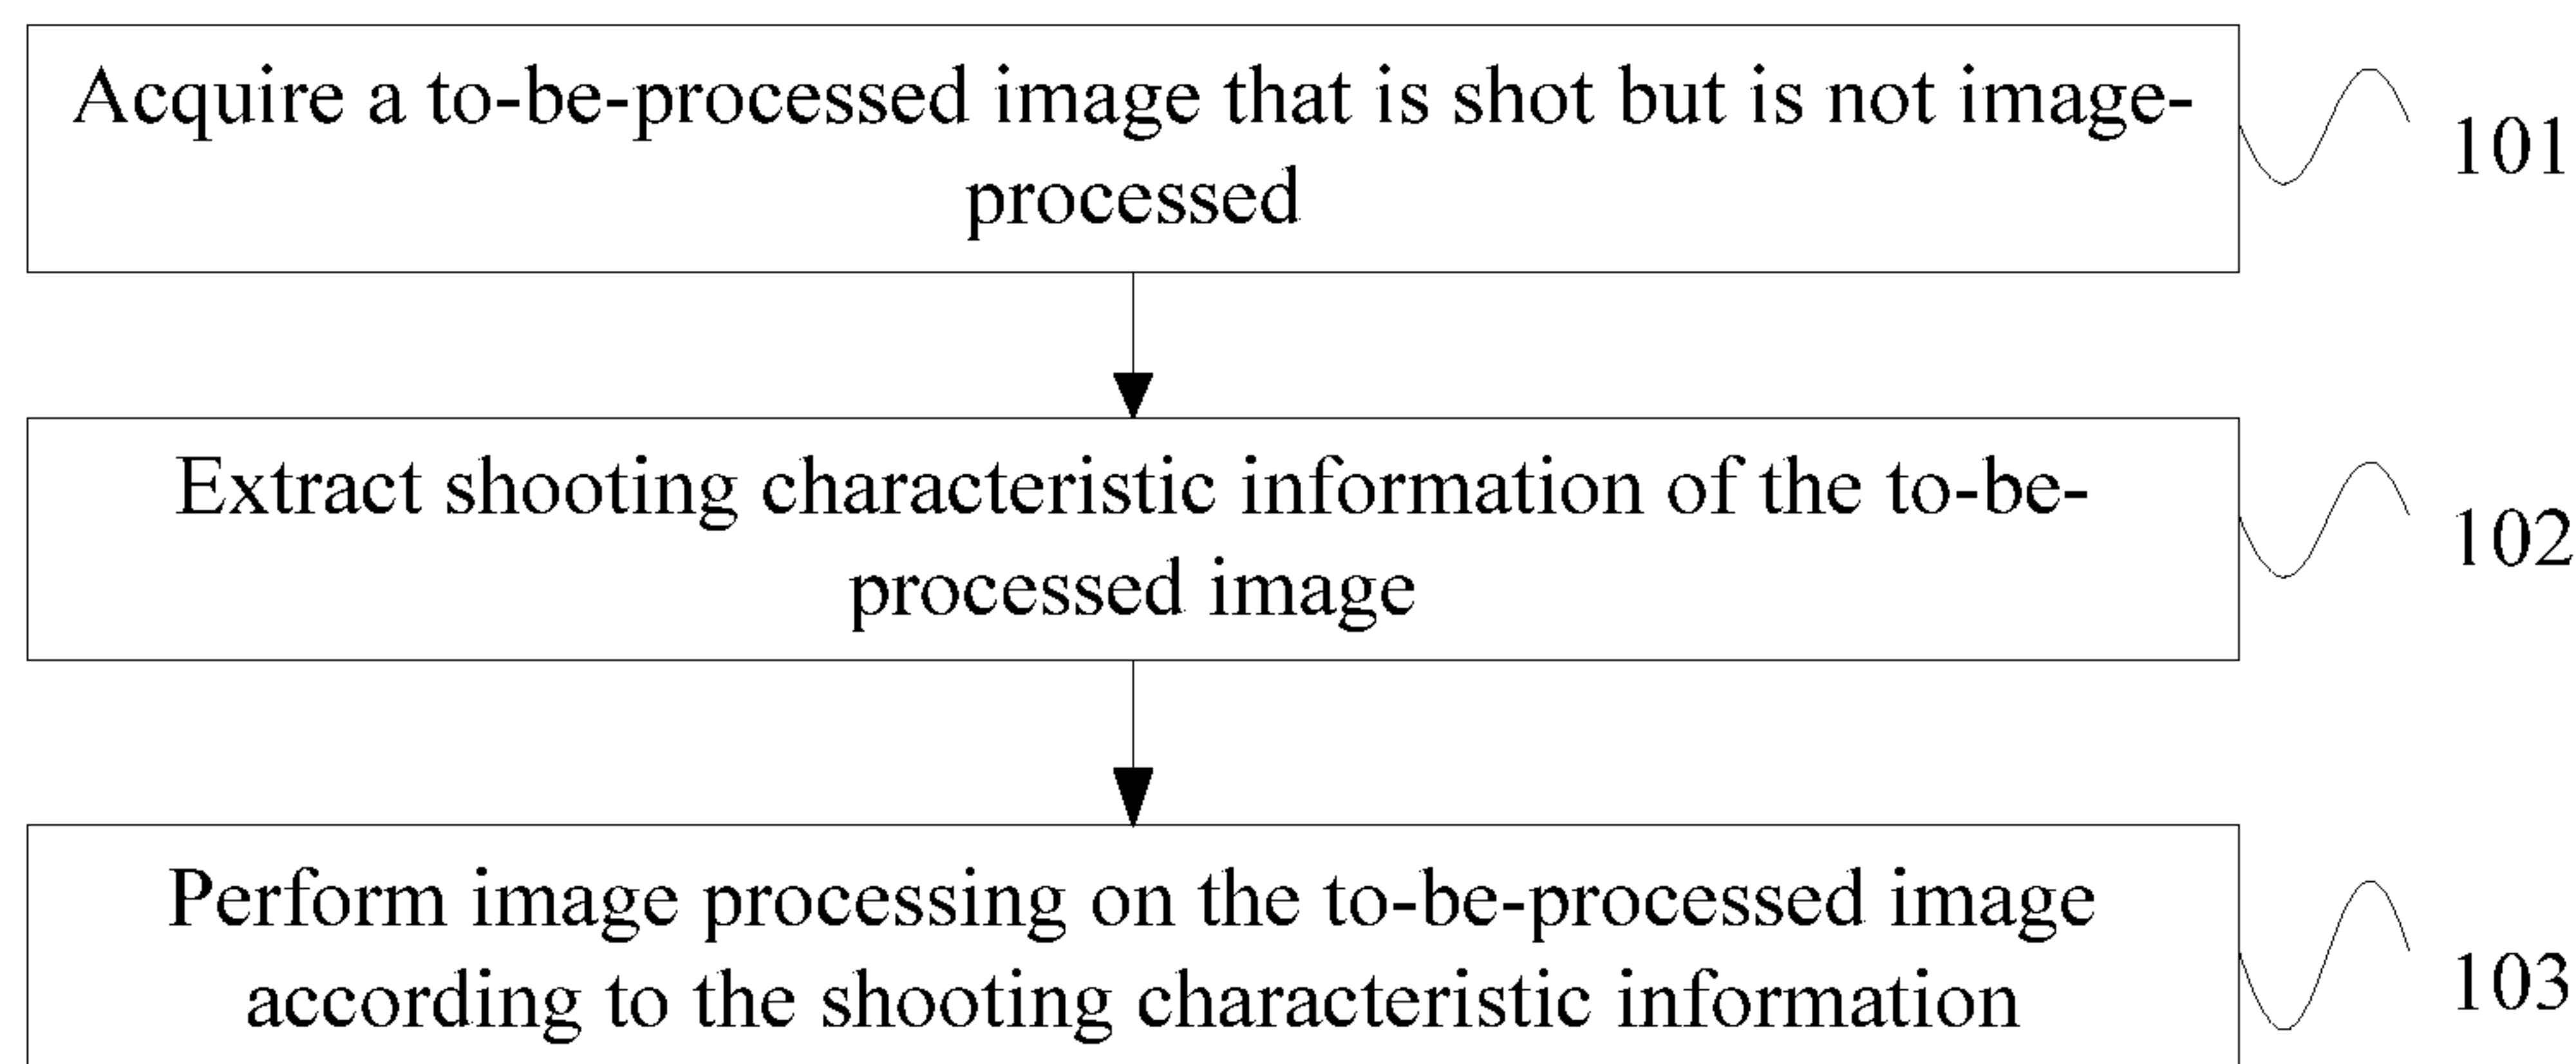 Acquire a to-be-processed image that is shot but is not image-
processed
101
Extract shooting characteristic information of the to-be-
processed image
102
Perform image processing on the to-be-processed image
according to the shooting characteristic information
103